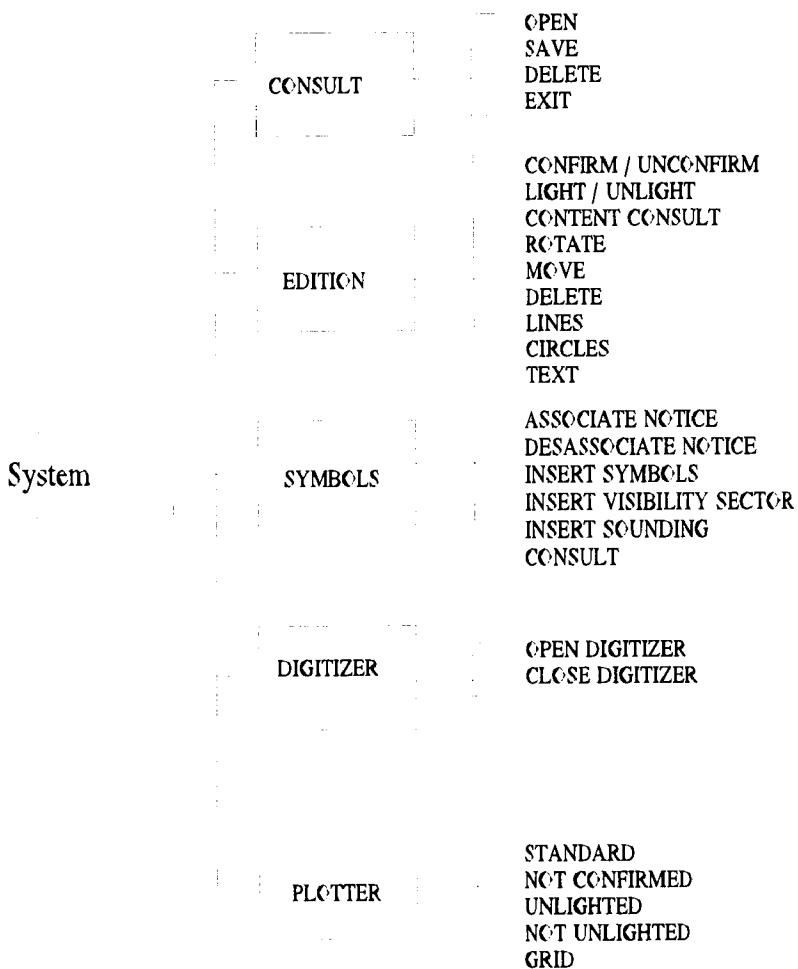 OPEN
SAVE
CONSULT
DELETE
EXIT
CONFIRM / UNCONFIRM
LIGHT / UNLIGHT
CONTENT CONSULT
ROTATE
EDITION
MOVE
DELETE
LINES
CIRCLES
TEXT
ASSOCIATE NOTICE
DESASSOCIATE NOTICE
System
SYMBOLS
INSERT SYMBOLS
INSERT VISIBILITY SECTOR
INSERT SOUNDING
CONSULT
DIGITIZER
OPEN DIGITIZER
CLOSE DIGITIZER
PLOTTER
STANDARD
NOT CONFIRMED
UNLIGHTED
NOT UNLIGHTED
GRID